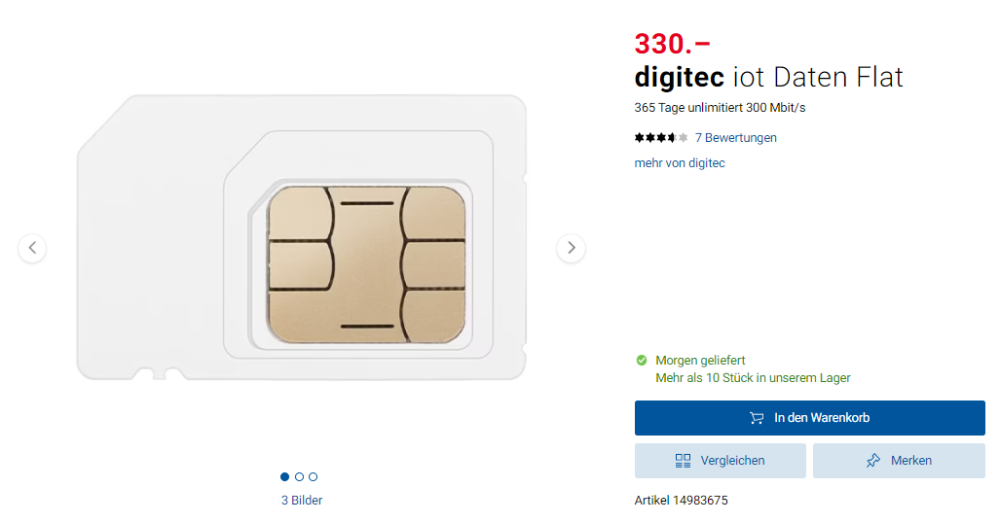 330.–
digitec iot Daten Flat
365 Tage unlimitiert 300 Mbit/s
7 Bewertungen
mehr von digitec
Morgen geliefert
Mehr als 10 Stück in unserem Lager
In den Warenkorb
Vergleichen
Merken
3 Bilder
Artikel 14983675